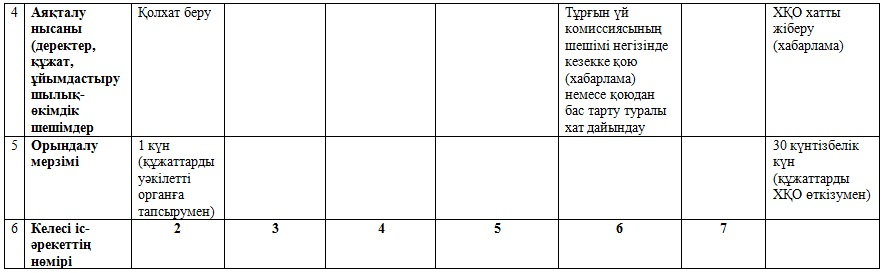 4
Аяқталу
нысаны
(деректер,
құжат,
ұйымдастыру
шылық-
өкімдік
шешімдер
Қолхат беру
Тұрғын үй
комиссиясының
шешімі негізінде
кезекке қою
(хабарлама)
немесе қоюдан
бас тарту туралы
хат дайындау
ХҚО хатты
жіберу
(хабарлама)
5
Орындалу
мерзімі
1 күн
(құжаттарды
уәкілетті
органға
тапсырумен)
30 күнтізбелік
күн
(құжаттарды
ХҚО өткізумен)
6
Келесі іс-
әрекеттің
нөмірі
2
3
4
5
6
7